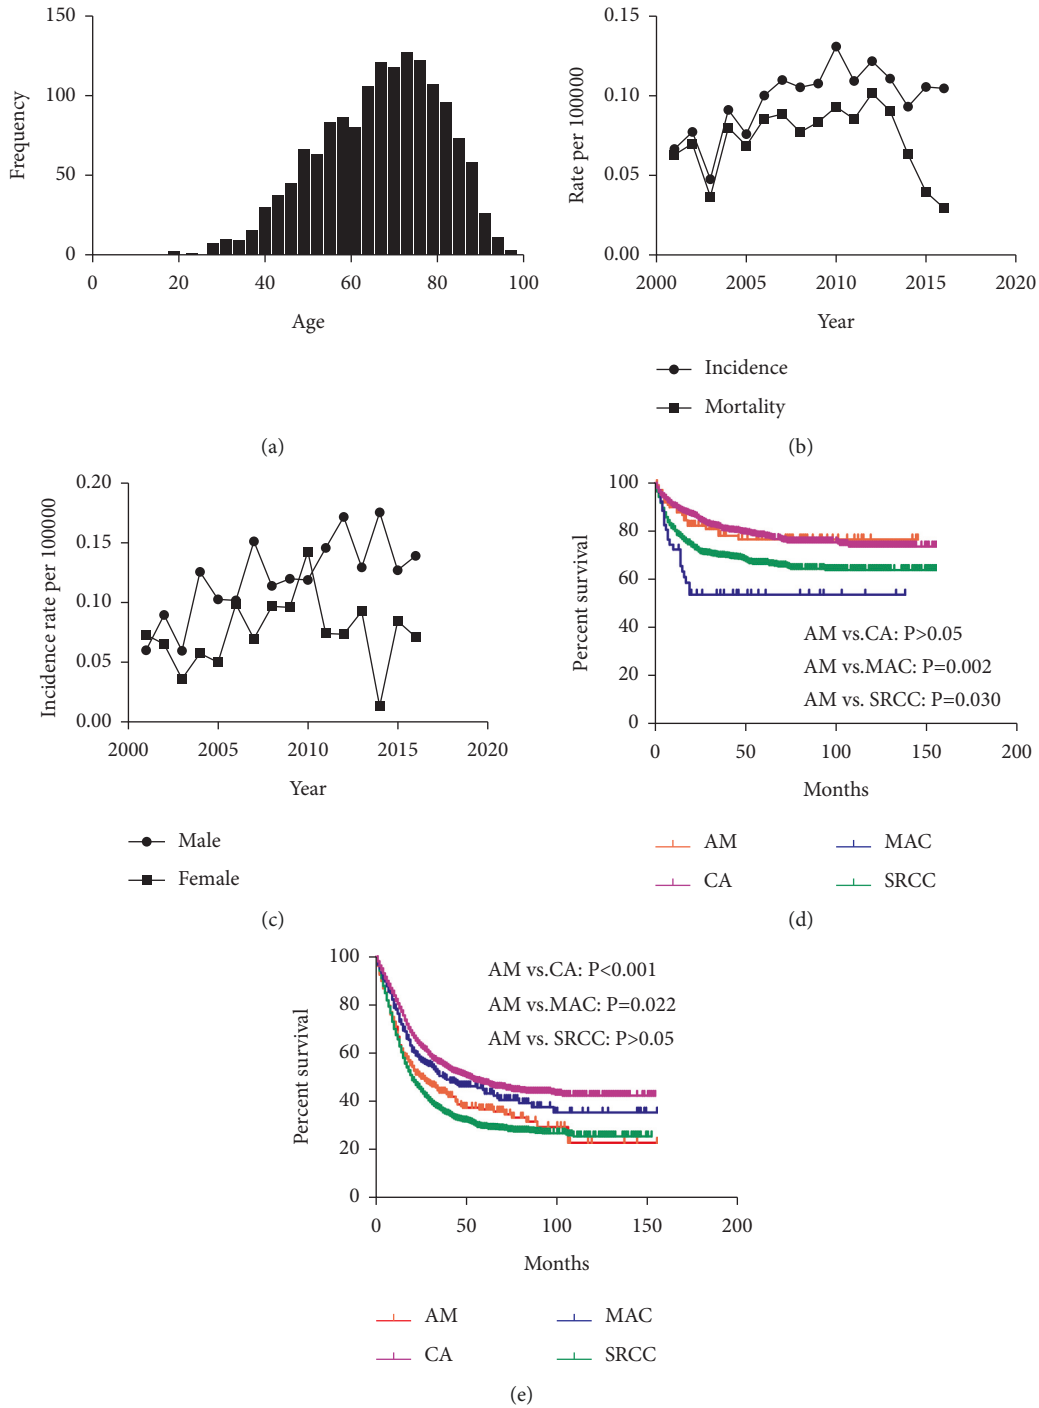 150
100
50
0
Frequency
0
20
40
60
80
100
Age
(a)
0.15
0.10
0.05
0.00
Rate per 100000
2000
2005
2010
2015
2020
Year
Incidence
Mortality
(b)
0.20
0.15
0.10
0.05
0.00
Incidence rate per 100000
2000
2005
2010
2015
2020
Year
Male
Female
(c)
100
80
60
40
20
0
Percent survival
AM vs.CA: P>0.05
AM vs.MAC: P=0.002
AM vs. SRCC: P=0.030
0
50
100
150
200
Months
AM
MAC
CA
SRCC
(d)
100
80
60
40
20
0
Percent survival
AM vs.CA: P<0.001
AM vs.MAC: P=0.022
AM vs. SRCC: P>0.05
0
50
100
150
200
Months
AM
MAC
CA
SRCC
(e)